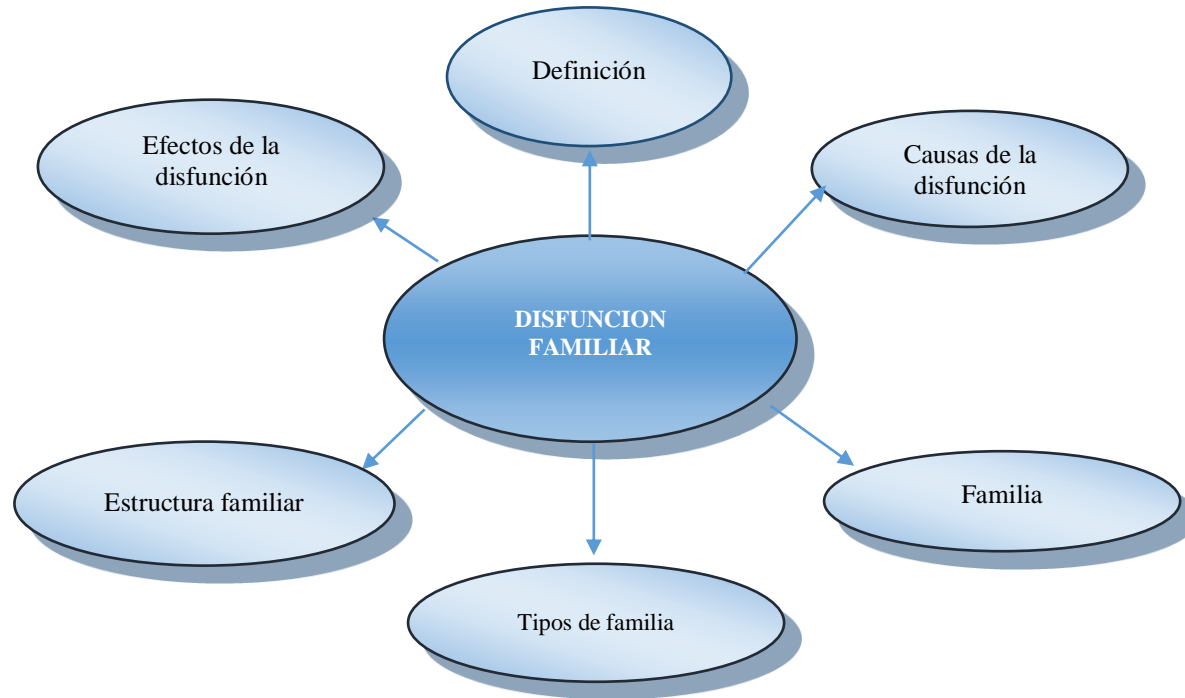 Definición
Efectos de la
disfunción
Causas de la
disfunción
DISFUNCION
FAMILIAR
Estructura familiar
Familia
Tipos de familia